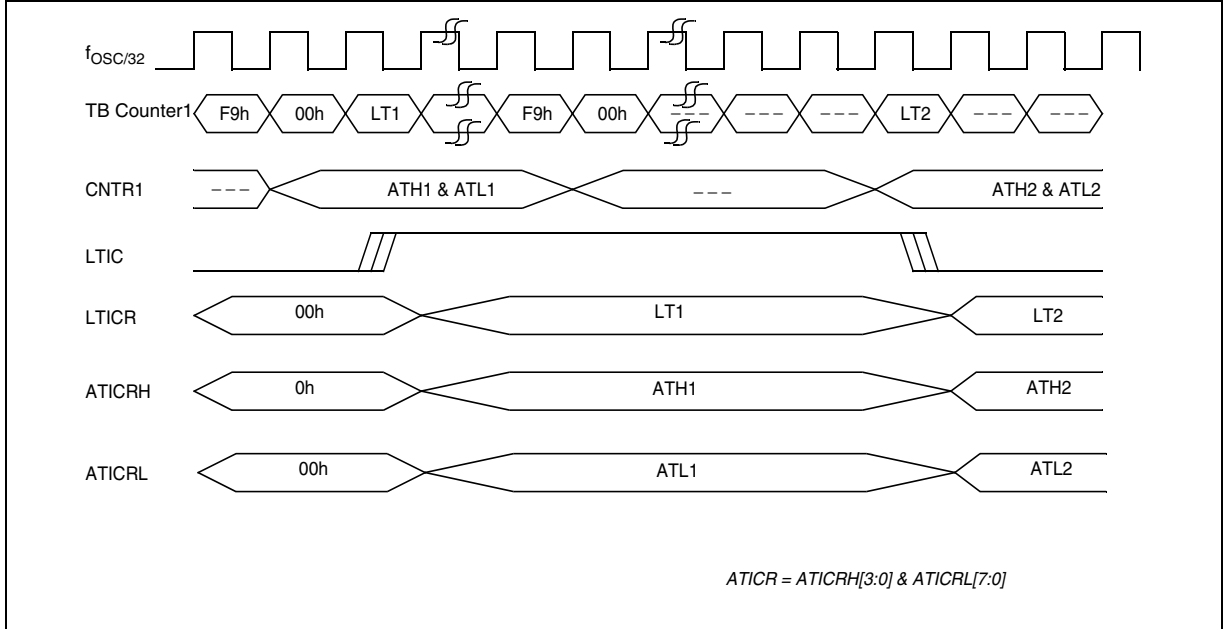 fOSC/32
TB Counter1 F9h 00h LT1 F9h 00h --- --- --- LT2 --- ---
CNTR1 --- ATH1 & ATL1 --- ATH2 & ATL2
LTIC
LTICR 00h LT1 LT2
ATICRH 0h ATH1 ATH2
ATICRL 00h ATL1 ATL2
ATICR = ATICRH[3:0] & ATICRL[7:0]